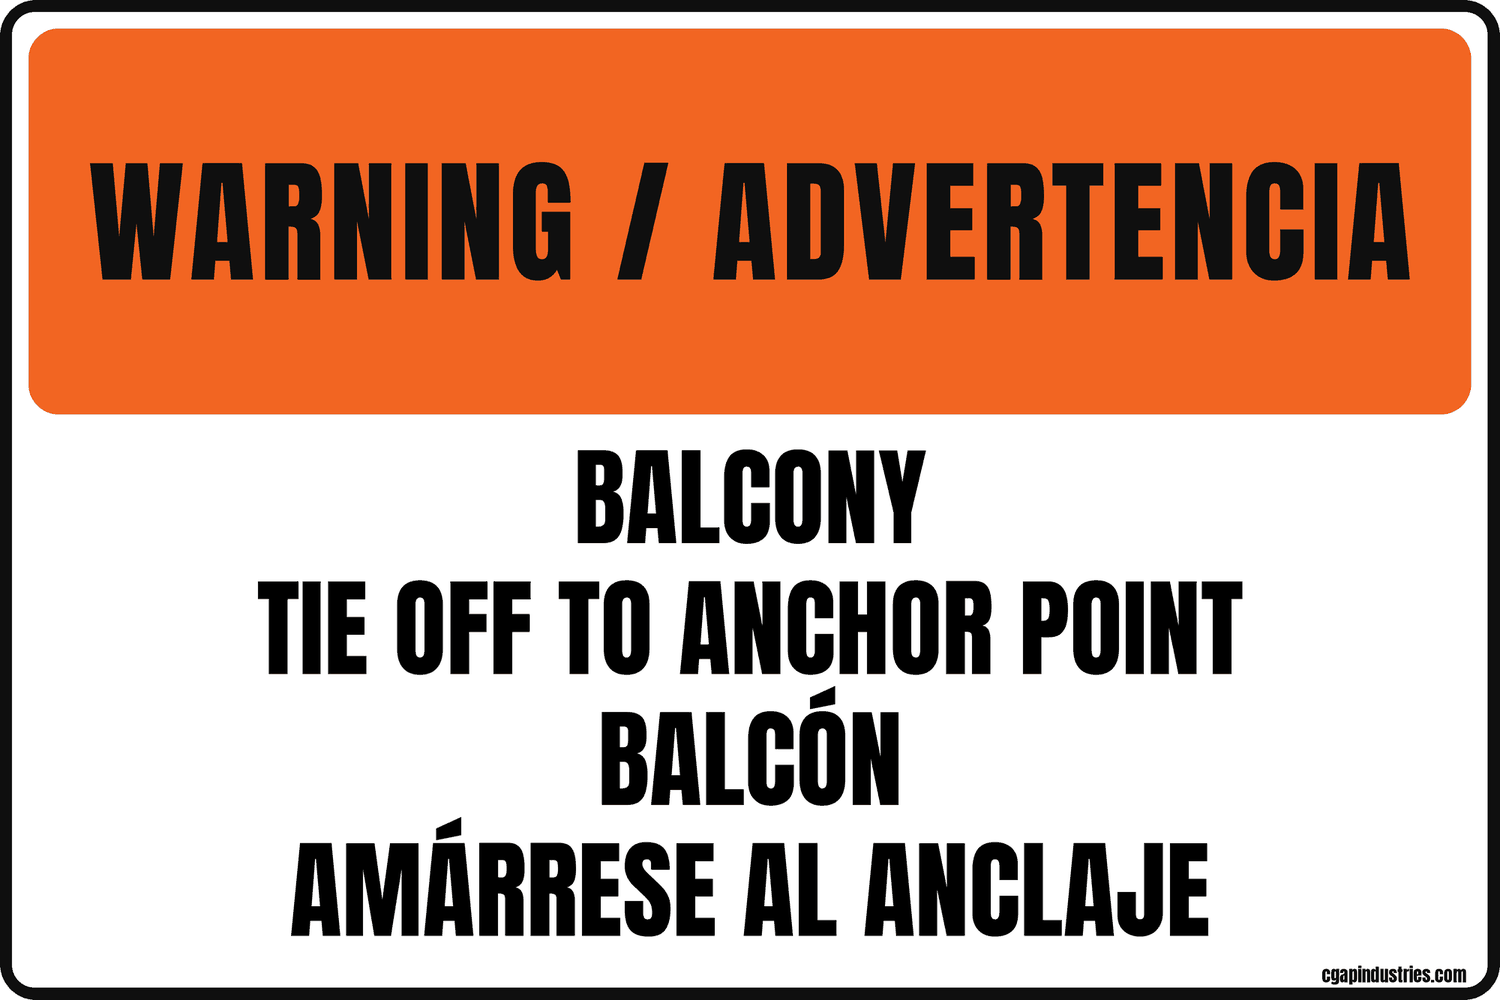 WARNING / ADVERTENCIA
BALCONY
TIE OFF TO ANCHOR POINT
BALCÓN
AMÁRRESE AL ANCLAJE
cgapindustries.com